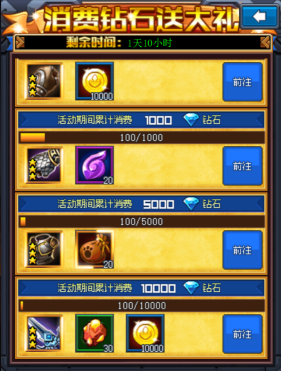 消费钻石送大礼
剩余时间：1天10小时
10000
前往
活动期间累计消费 1000 钻石
100/1000
20
前往
活动期间累计消费 5000 钻石
100/5000
20
前往
活动期间累计消费 10000 钻石
100/10000
30
10000
前往